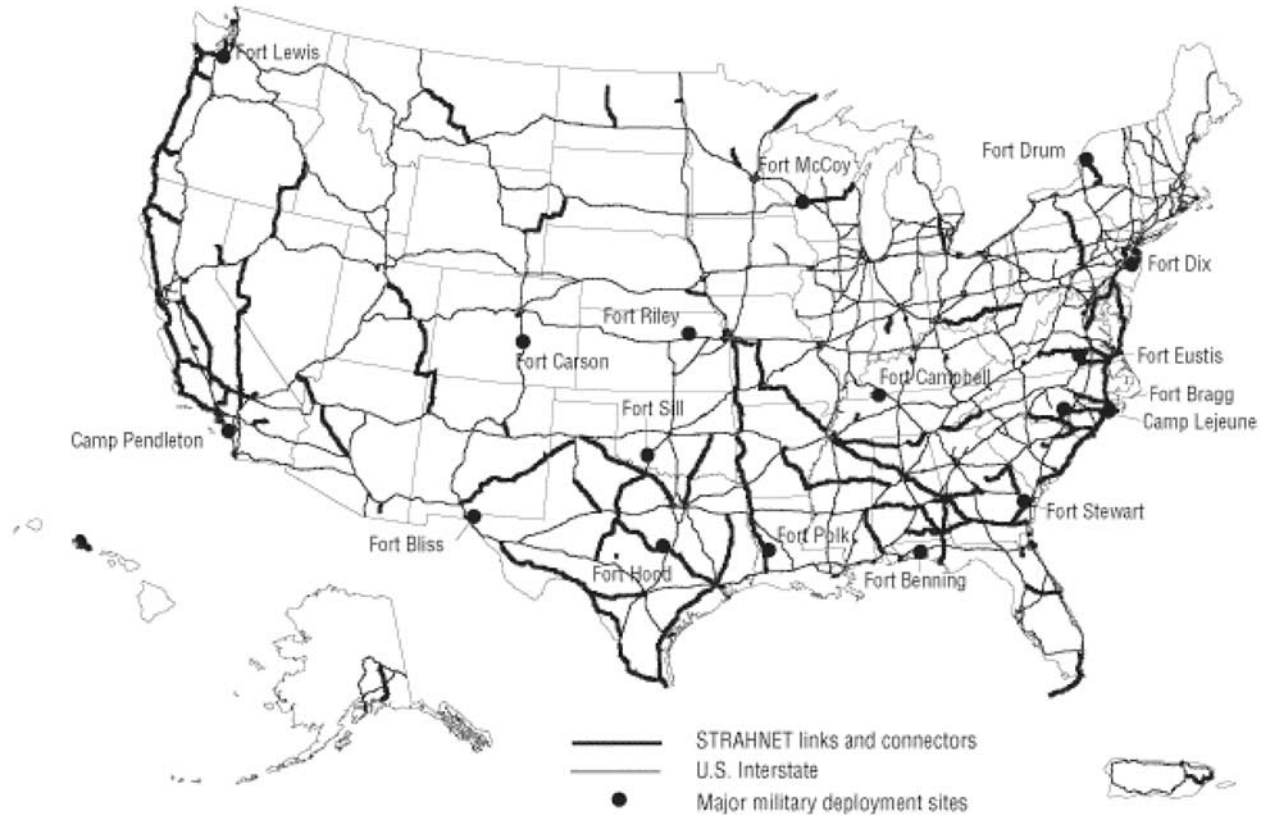 Fort Lewis
Fort Drum
Fort McCoy
Fort Dix
Fort Riley
Fort Carson
Fort Eustis
Fort Campbell
Fort Bragg
Fort Sill
Camp Lejeune
Camp Pendleton
Fort Stewart
Fort Polk
Fort Bliss
Fort Hood
Fort Benning
STRAHNET links and connectors
U.S. Interstate
Major military deployment sites